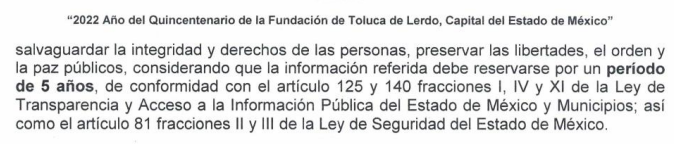 “2022 Año del Quincentenario de la Fundación de Toluca de Lerdo, Capital del Estado de México”
salvaguardar la integridad y derechos de las personas, preservar las libertades, el orden y
la paz públicos, considerando que la información referida debe reservarse por un período
de 5 años, de conformidad con el artículo 125 y 140 fracciones I, IV y XI de la Ley de
Transparencia y Acceso a la Información Pública del Estado de México y Municipios; así
como el artículo 81 fracciones II y III de la Ley de Seguridad del Estado de México.